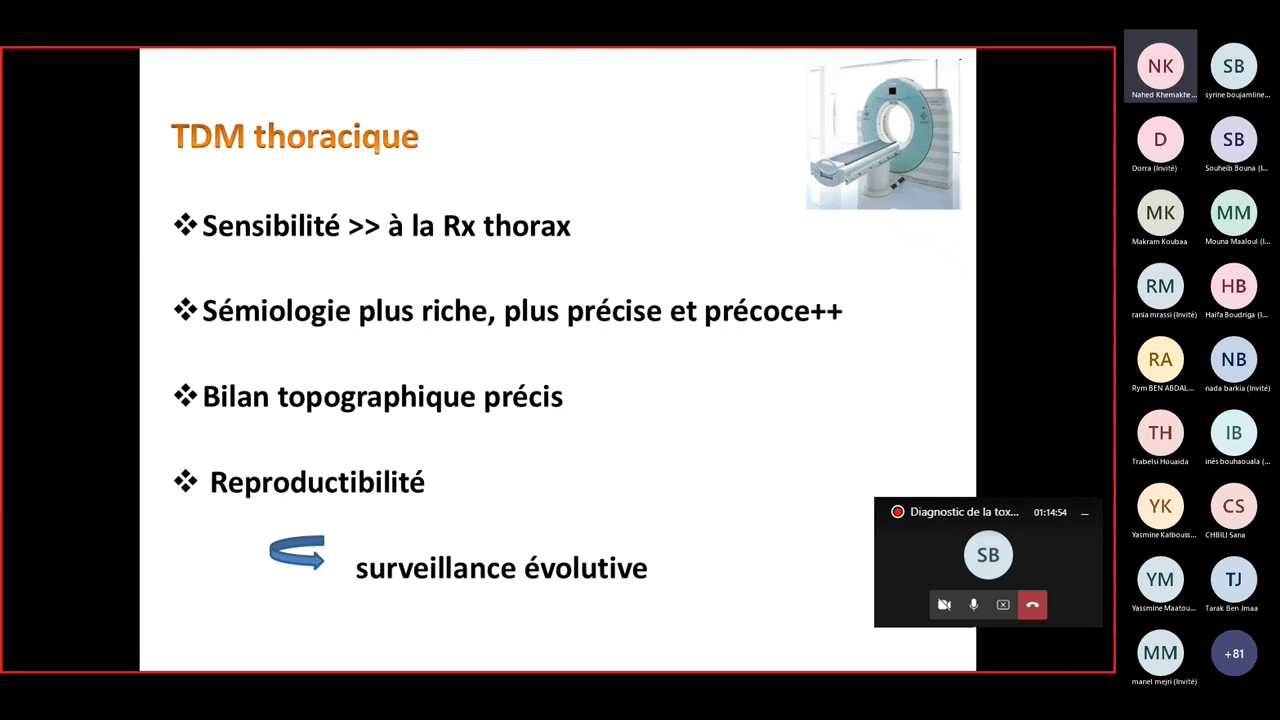 TDM thoracique
❖Sensibilité >> à la Rx thorax
❖Sémiologie plus riche, plus précise et précoce++
❖Bilan topographique précis
❖ Reproductibilité
surveillance évolutive
Diagnostic de la tox...
01:14:54
SB
NK
Nahed Khemakhe...
SB
syrine boujamline...
D
Dorra (Invité)
SB
Souheib Bouna (I...
MK
Makram Koubaa
MM
Mouna Maaloul (I...
RM
rania mrassi (Invité)
HB
Haifa Boudriga (I...
RA
Rym BEN ABDAL...
NB
nada barkia (Invité)
TH
Trabelsi Houaida
IB
inés bouhaouala (...
YK
Yasmine Kalbouss...
CS
CHBILI Sana
YM
Yassmine Maatou...
TJ
Tarak Ben Jmaa
MM
manel mejri (Invité)
+81